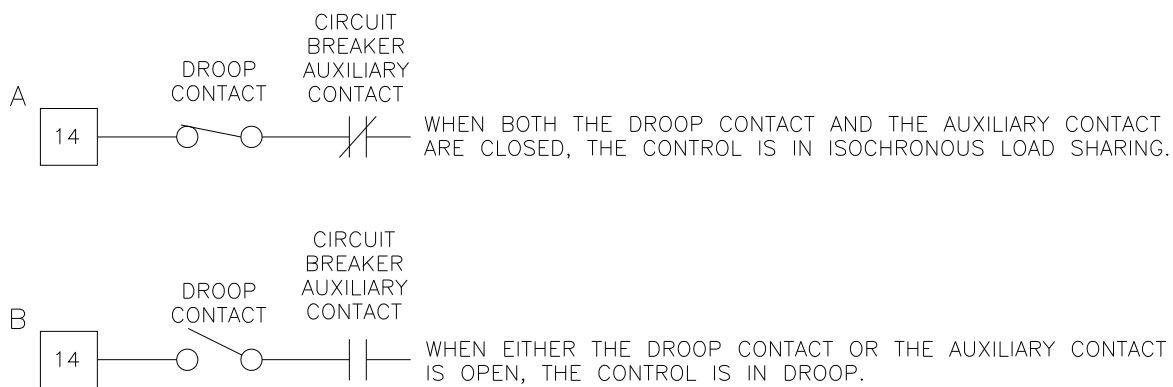 CIRCUIT
BREAKER
AUXILIARY
CONTACT
DROOP
CONTACT
A
14
WHEN BOTH THE DROOP CONTACT AND THE AUXILIARY CONTACT
ARE CLOSED, THE CONTROL IS IN ISOCHRONOUS LOAD SHARING.
CIRCUIT
BREAKER
AUXILIARY
CONTACT
DROOP
CONTACT
B
14
WHEN EITHER THE DROOP CONTACT OR THE AUXILIARY CONTACT
IS OPEN, THE CONTROL IS IN DROOP.